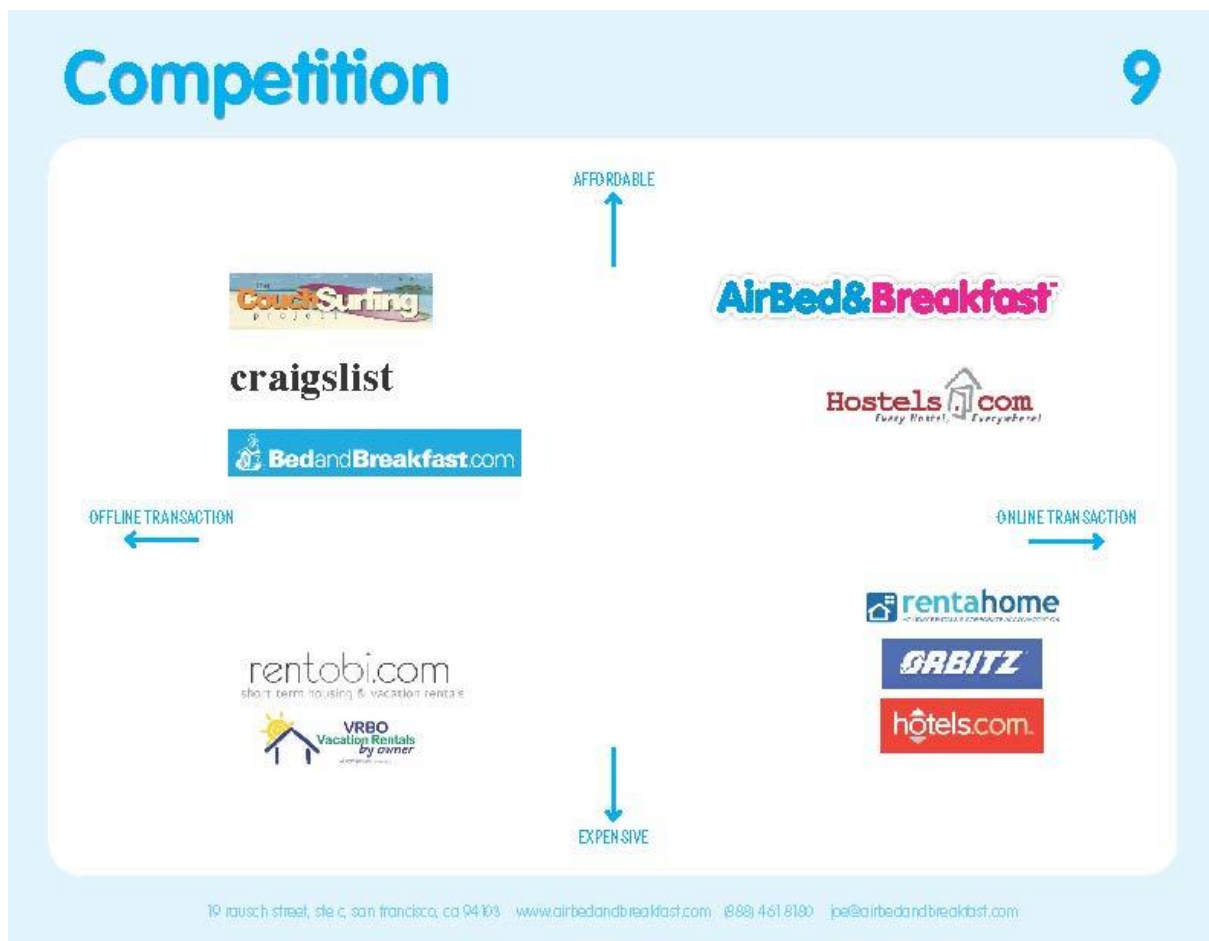 Competition
9
AFFORDABLE
the
CouchSurfing
project
AirBed&Breakfast
craigslist
Hostels.com
Every Hostel, Everywhere!
BedandBreakfast.com
OFFLINE TRANSACTION
ONLINE TRANSACTION
rentahome
ORBITZ
rentobi.com
short term housing & vacation rentals
hotels.com
VRBO
Vacation Rentals
by owner
EXPENSIVE
19 rausch street, ste c, san francisco, ca 94103 www.airbedandbreakfast.com (888) 461 8180 joe@airbedandbreakfast.com